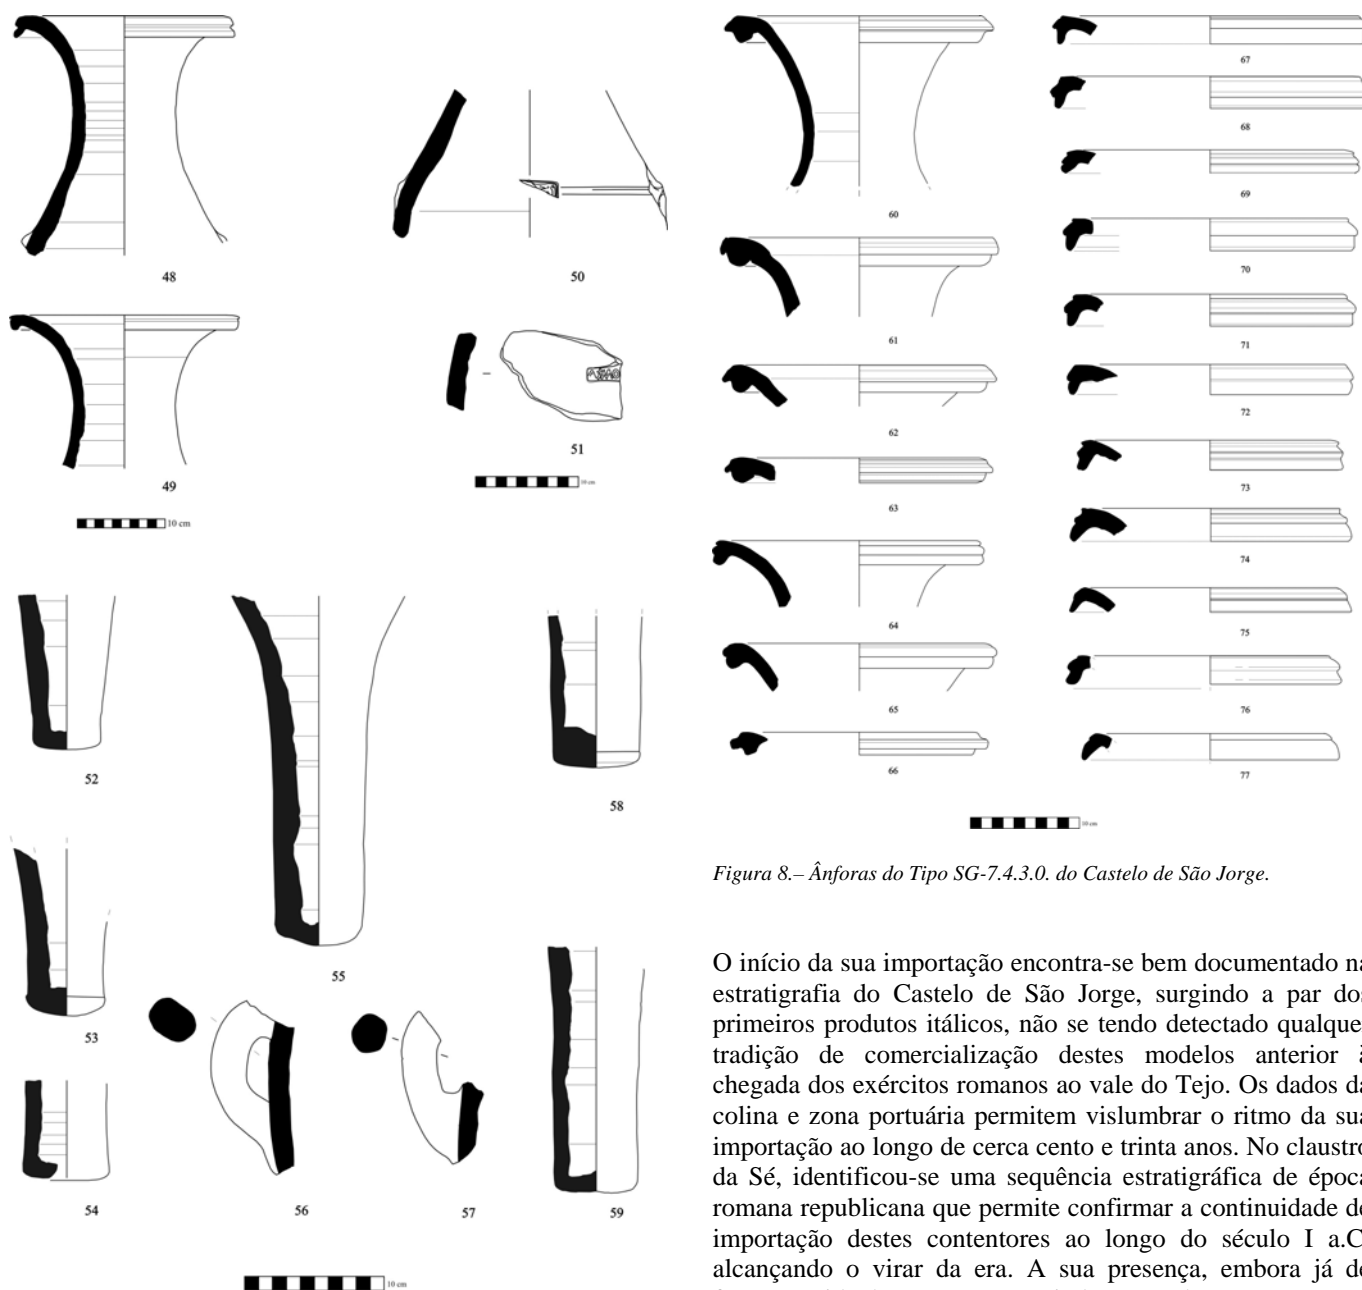 48
50
49
51
10 cm
10 cm
52
55
58
53
54
56
57
59
10 cm
60
61
62
63
64
65
66
67
68
69
70
71
72
73
74
75
76
77
10 cm
Figura 8.– Ânforas do Tipo SG-7.4.3.0. do Castelo de São Jorge.
O início da sua importação encontra-se bem documentado na
estratigrafia do Castelo de São Jorge, surgindo a par dos
primeiros produtos itálicos, não se tendo detectado qualque
tradição de comercialização destes modelos anterior à
chegada dos exércitos romanos ao vale do Tejo. Os dados da
colina e zona portuária permitem vislumbrar o ritmo da sua
importação ao longo de cerca cento e trinta anos. No claustro
da Sé, identificou-se uma sequência estratigráfica de época
romana republicana que permite confirmar a continuidade de
importação destes contentores ao longo do século I a.C.
alcançando o virar da era. A sua presença, embora já de